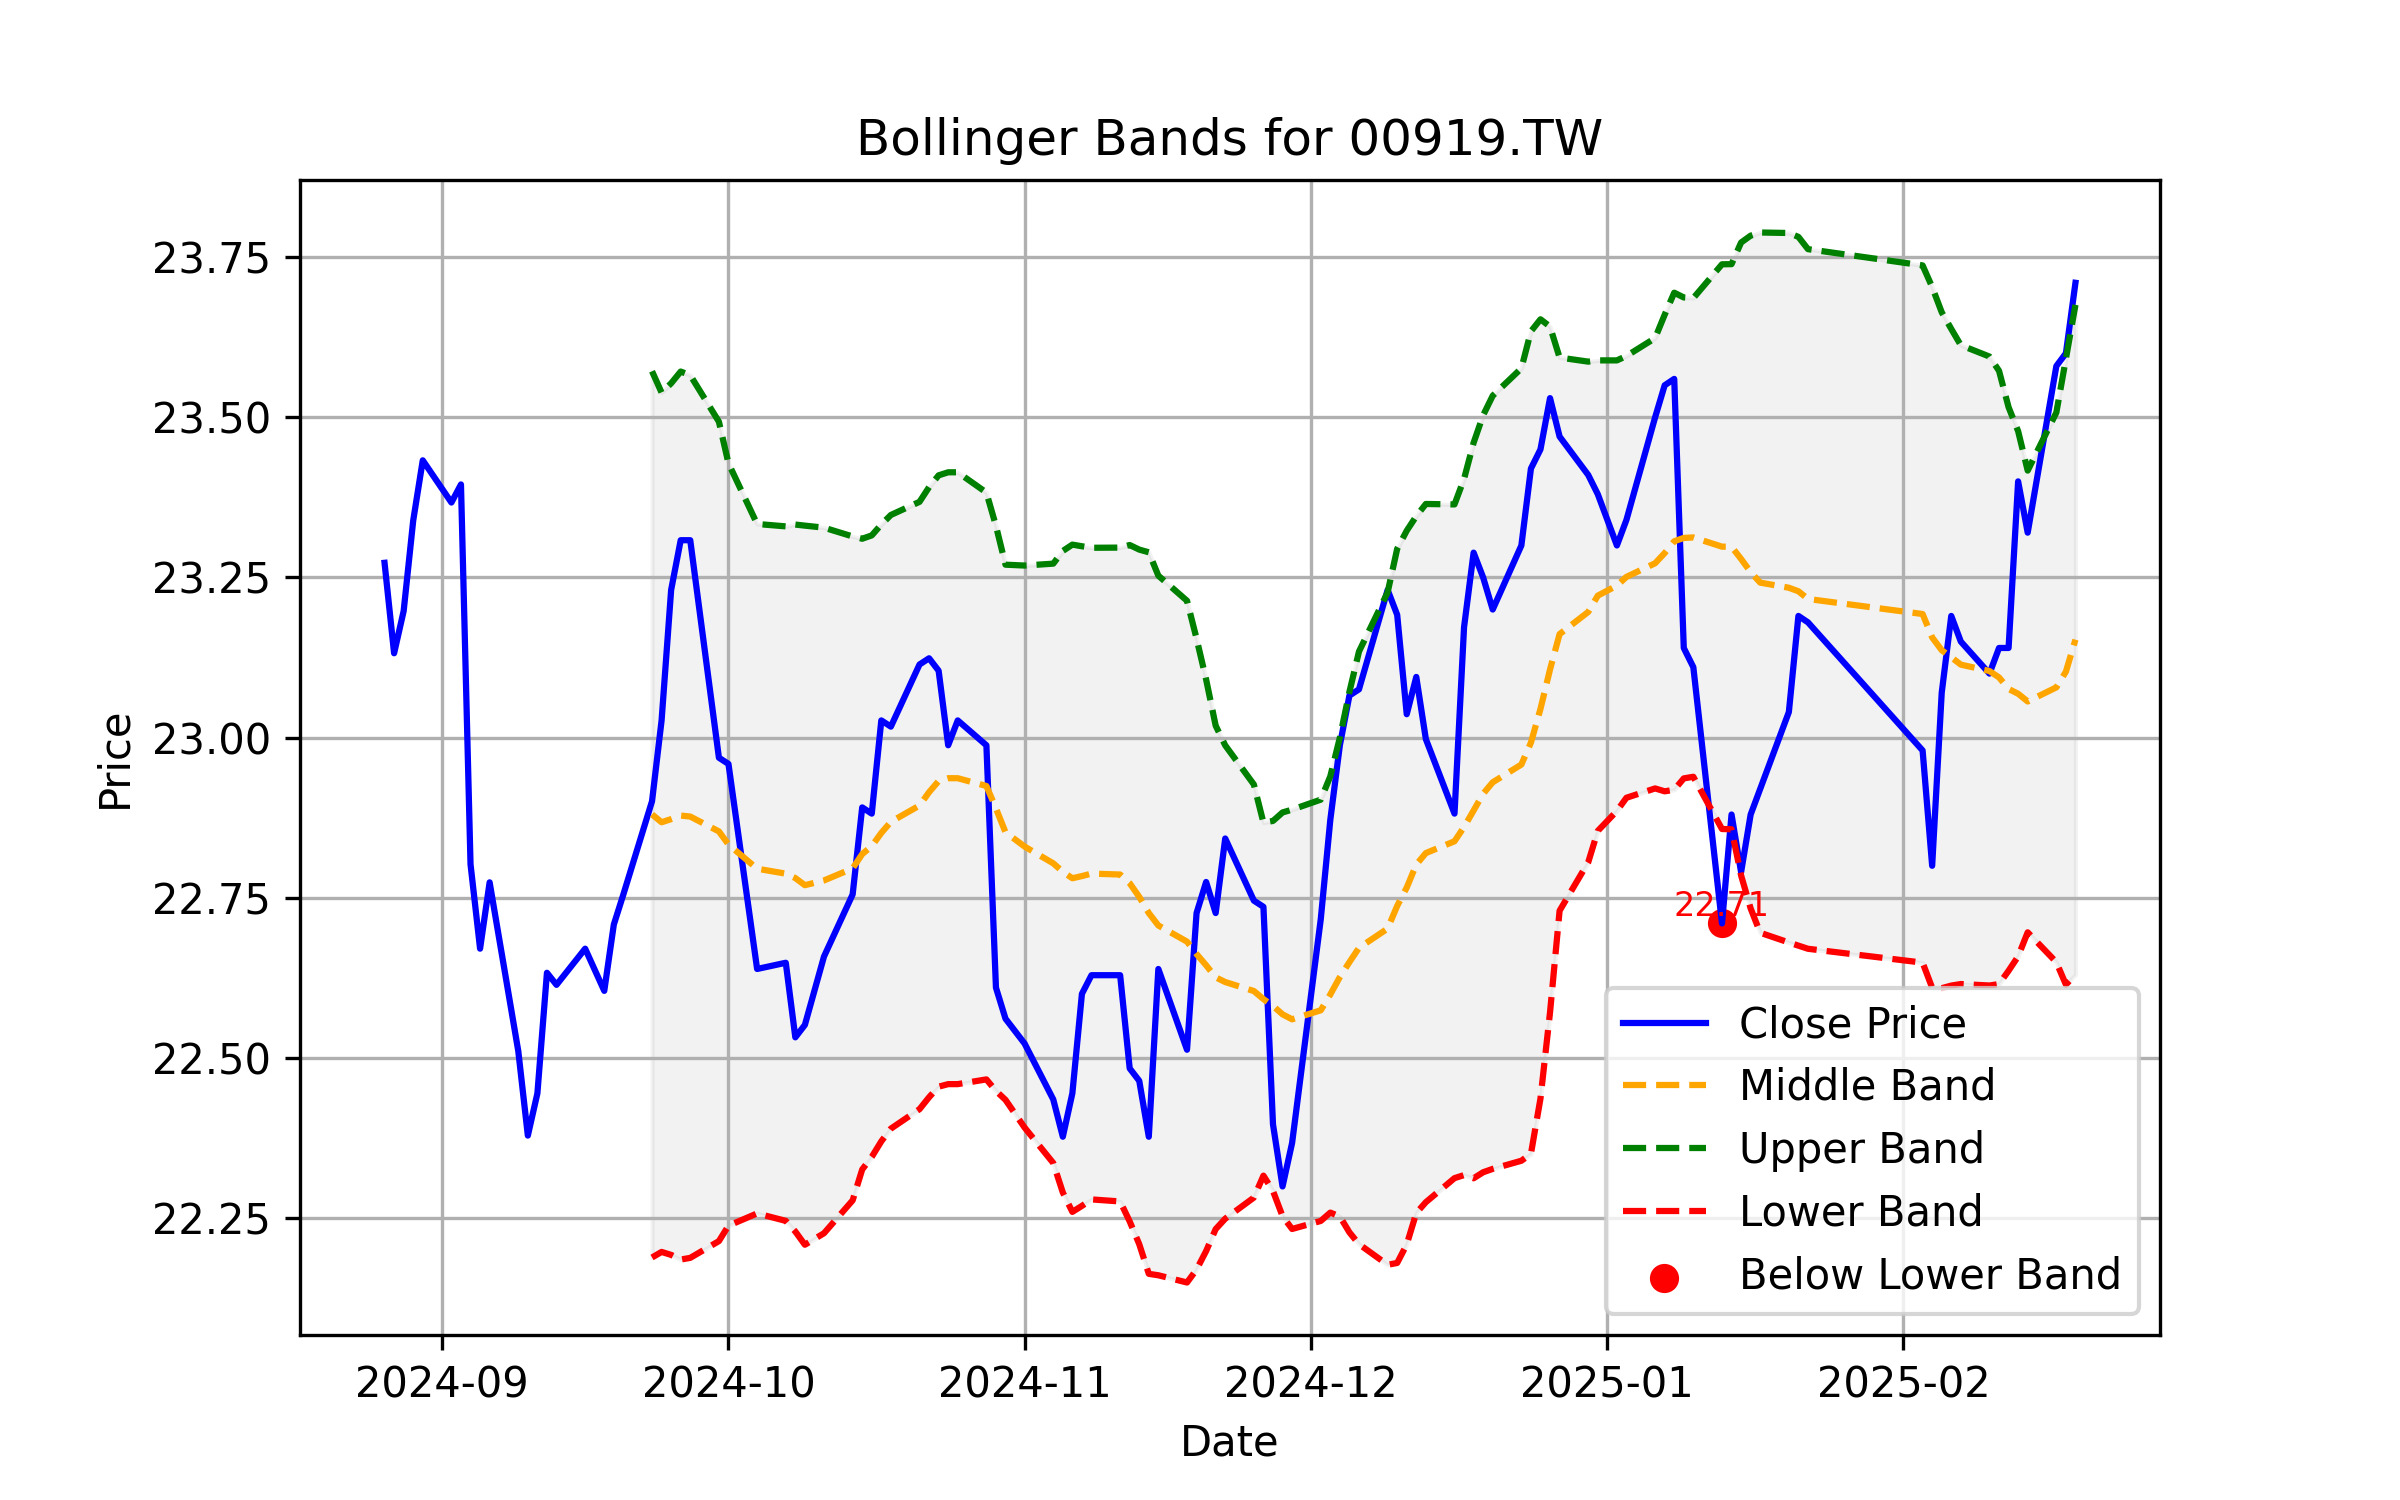 Bollinger Bands for 00919.TW
Price
23.75
23.50
23.25
23.00
22.75
22.50
22.25
22.71
Close Price
Middle Band
Upper Band
Lower Band
Below Lower Band
2024-09 2024-10 2024-11 2024-12 2025-01 2025-02
Date